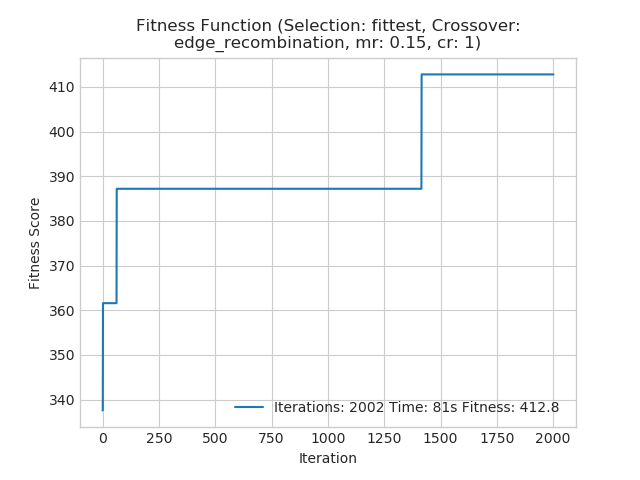 Fitness Function (Selection: fittest, Crossover:
edge_recombination, mr: 0.15, cr: 1)
Fitness Score
410
400
390
380
370
360
350
340
Iterations: 2002 Time: 81s Fitness: 412.8
0 250 500 750 1000 1250 1500 1750 2000
Iteration